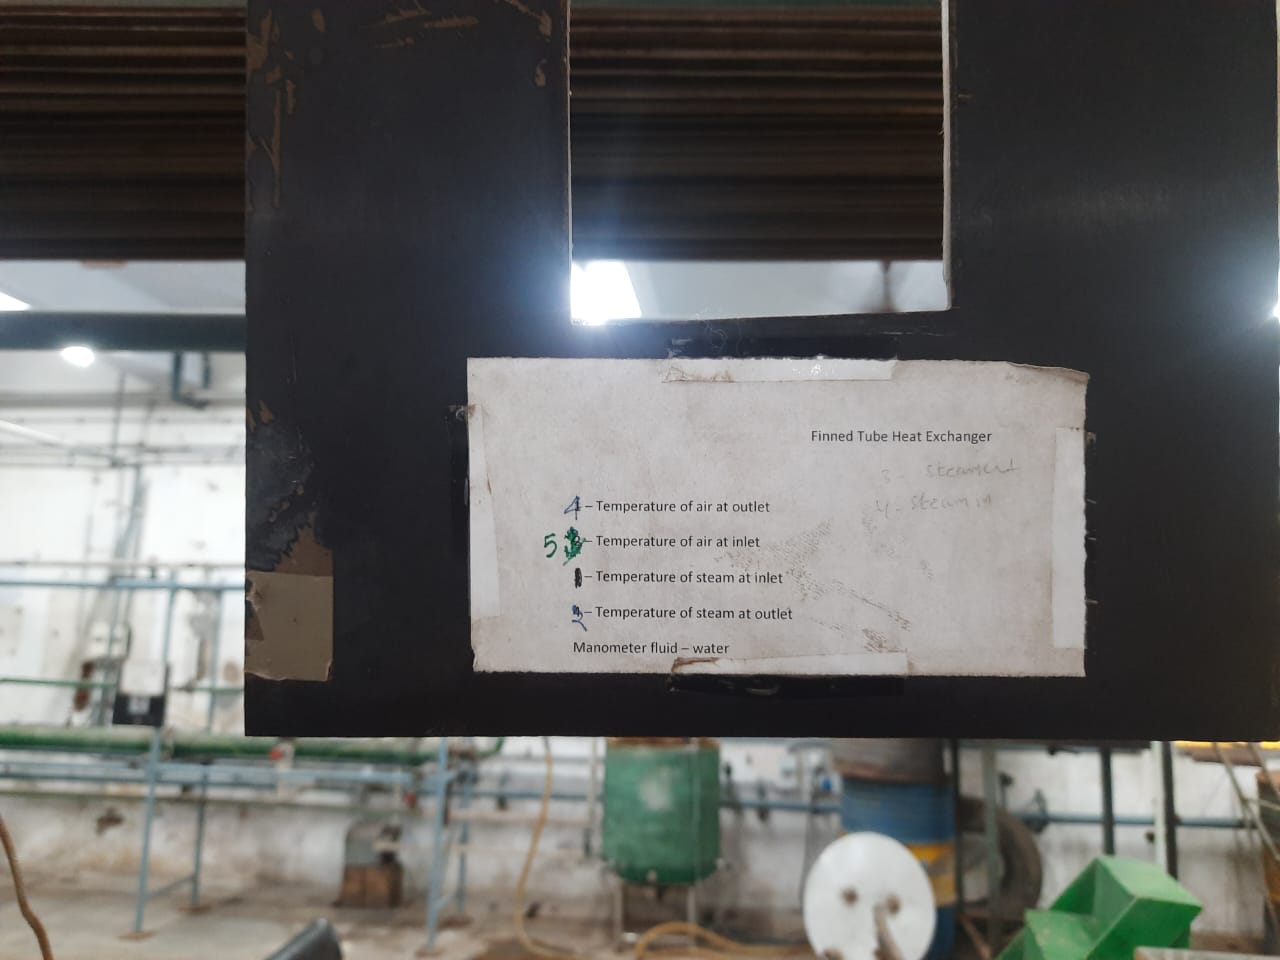 Finned Tube Heat Exchanger
3 - Steam out
4 - Steam in
4 – Temperature of air at outlet
5 – Temperature of air at inlet
– Temperature of steam at inlet
– Temperature of steam at outlet
Manometer fluid – water